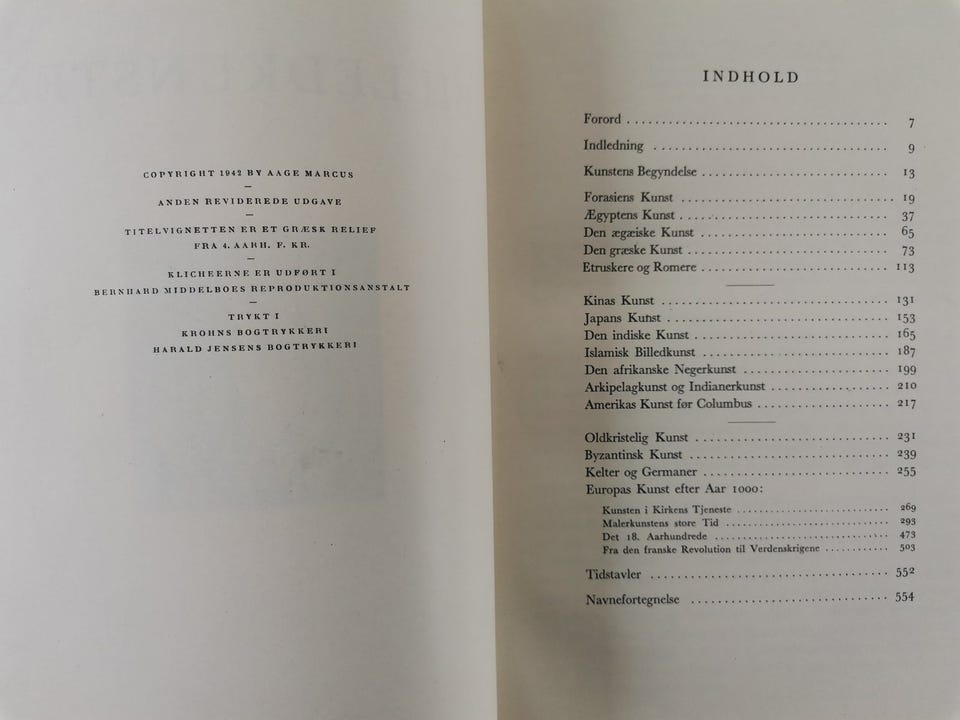 COPYRIGHT 1942 BY AAGE MARCUS
ANDEN REVIDEREDE UDGAVE
TITELVIGNETTEN ER ET GRÆSK RELIEF
FRA 4. AARH. F. KR.
KLICHEERNE ER UDFØRT I
BERNHARD MIDDELBOES REPRODUKTIONSANSTALT
TRYKT I
KROHNS BOGTRYKKERI
HARALD JENSENS BOGTRYKKERI
INDHOLD
Forord 7
Indledning 9
Kunstens Begyndelse 13
Forasiens Kunst 19
Ægyptens Kunst 37
Den ægæiske Kunst 65
Den græske Kunst 73
Etruskere og Romere 113
Kinas Kunst 131
Japans Kunst 153
Den indiske Kunst 165
Islamisk Billedkunst 187
Den afrikanske Negerkunst 199
Arkipelagkunst og Indianerkunst 210
Amerikas Kunst før Columbus 217
Oldkristelig Kunst 231
Byzantinsk Kunst 239
Kelter og Germaner 255
Europas Kunst efter Aar 1000:
Kunsten i Kirkens Tjeneste 269
Malerkunstens store Tid 293
Det 18. Aarhundrede 473
Fra den franske Revolution til Verdenskrigene 503
Tidstavler 552
Navnefortegnelse 554